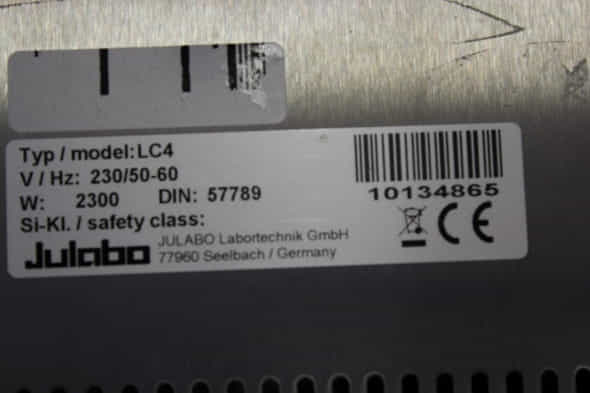 Typ / model:LC4
V / Hz: 230/50-60
W: 2300 DIN: 57789
Si-Kl. / safety class:
Julabo JULABO Labortechnik GmbH
77960 Seelbach / Germany
10134865
CE